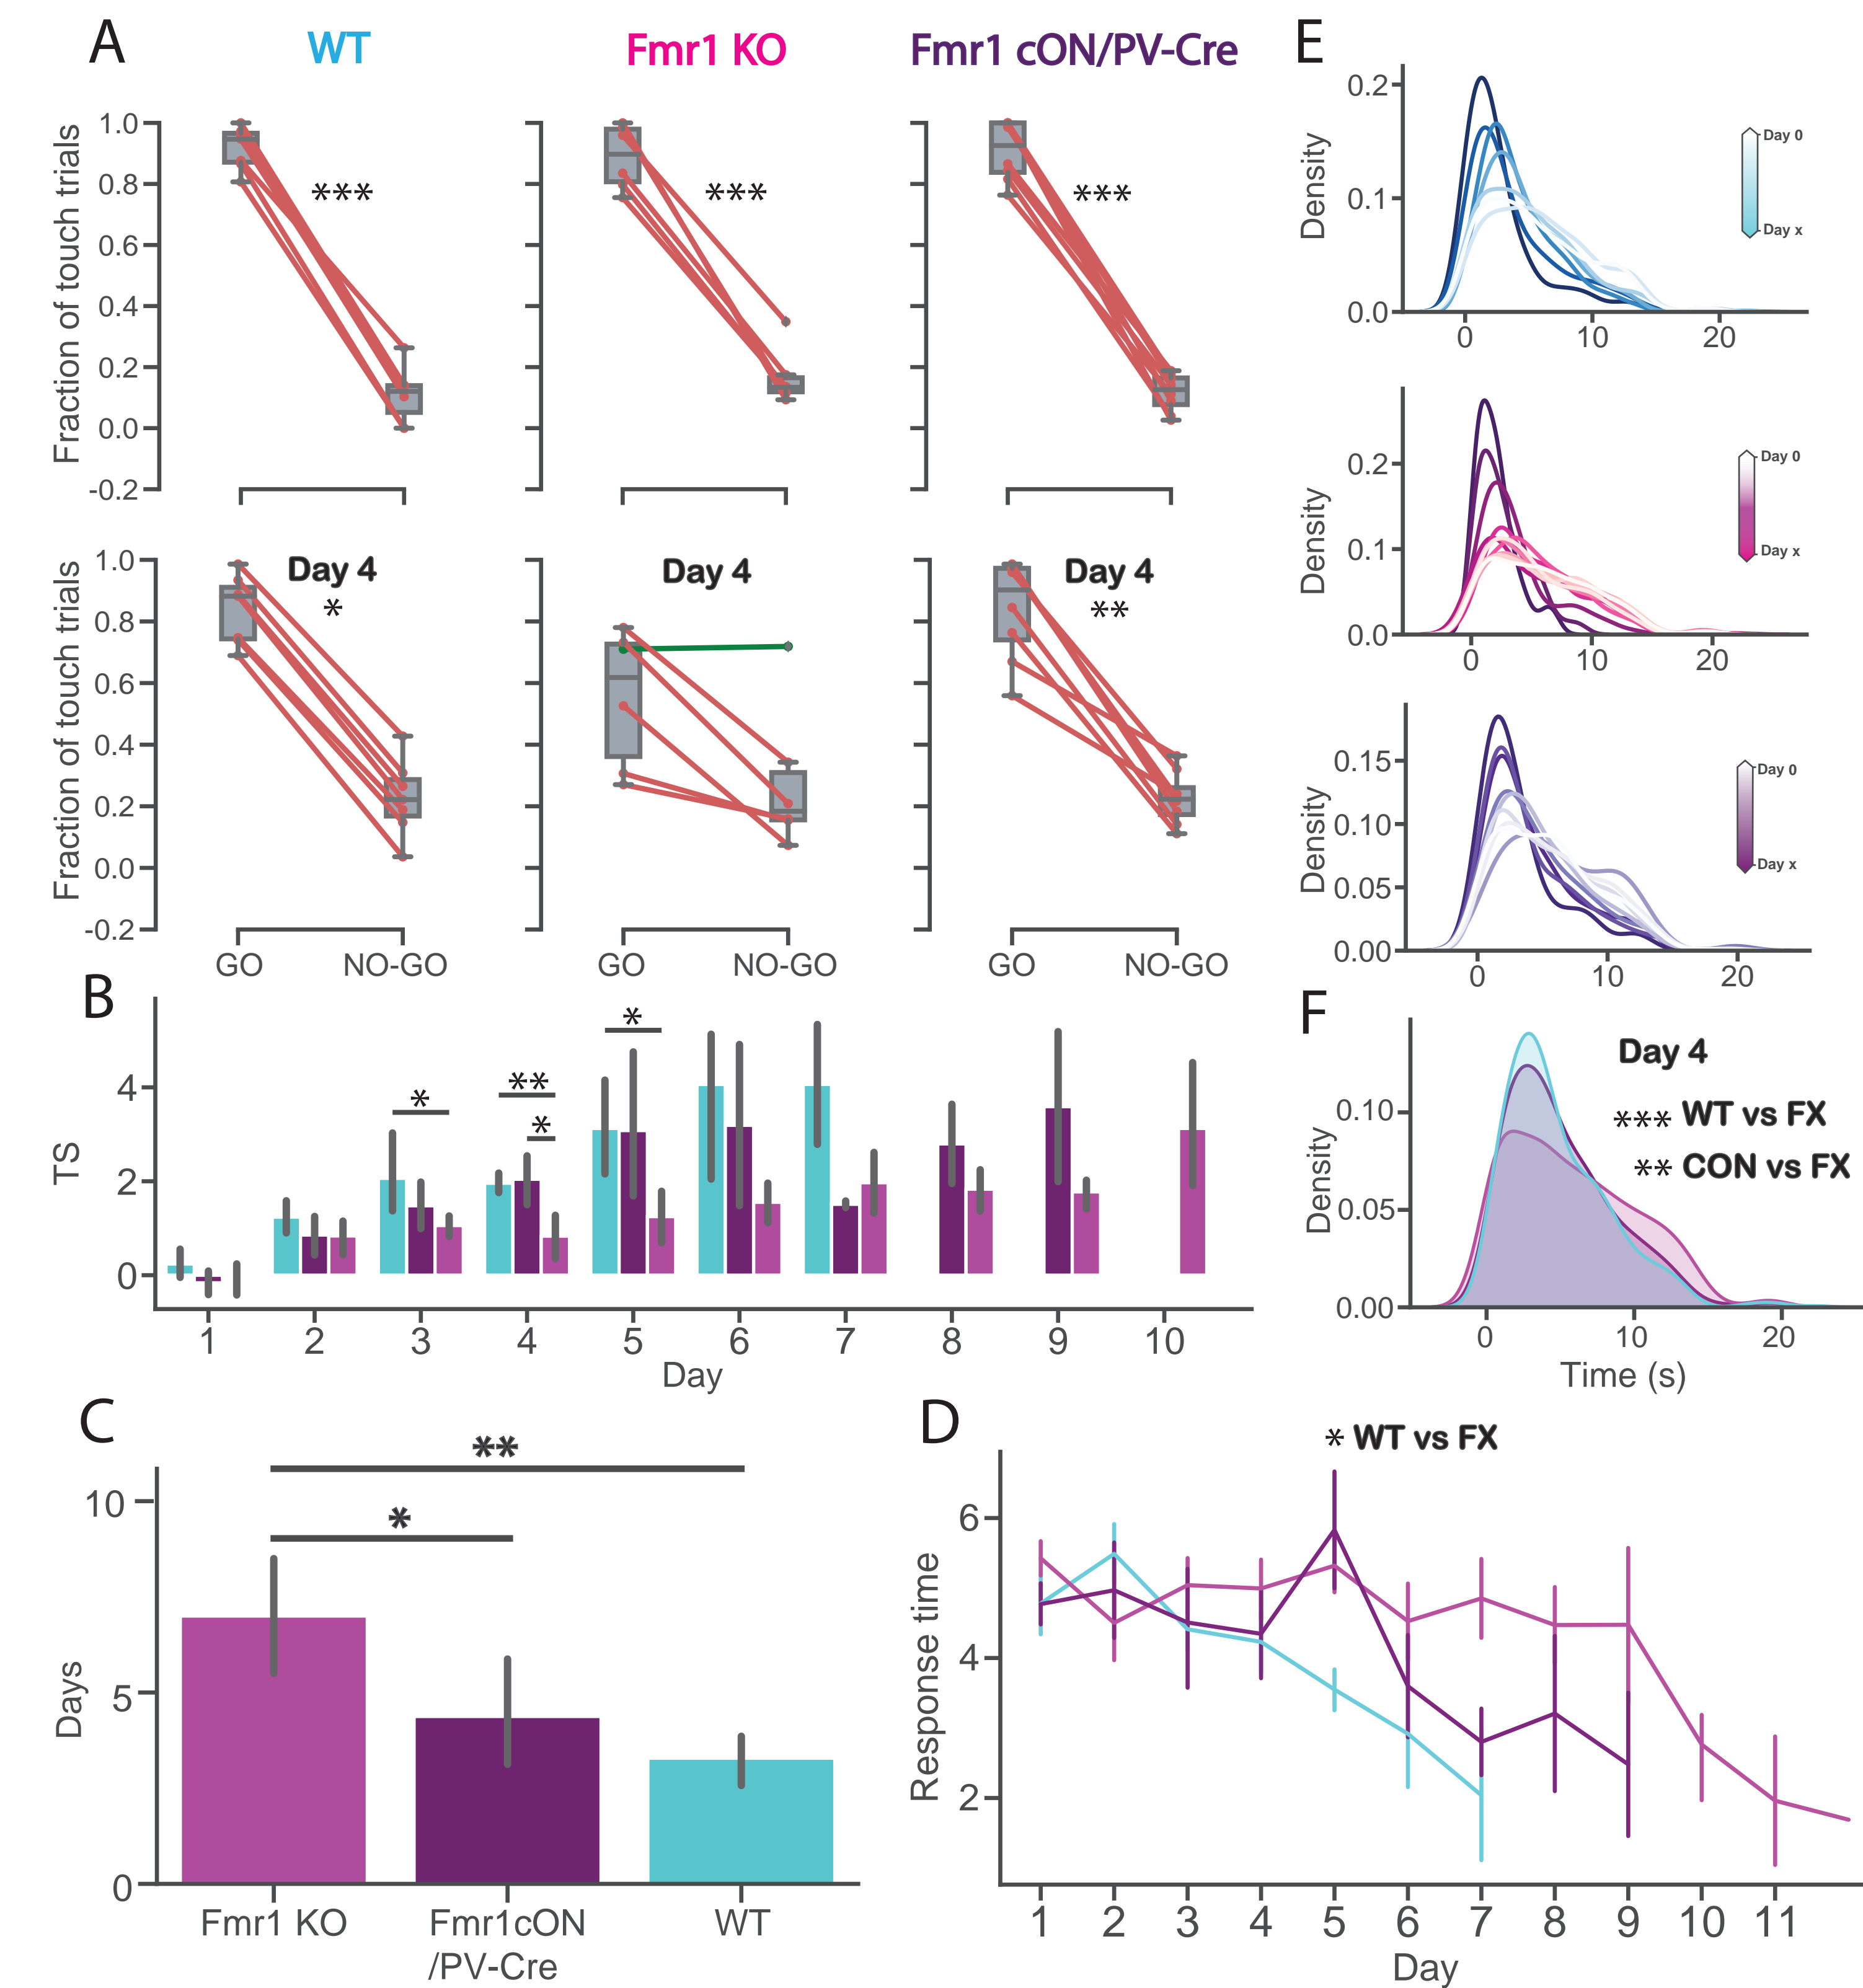 A
WT
Fmr1 KO
Fmr1 cON/PV-Cre
Fraction of touch trials
1.0
0.8
0.6
0.4
0.2
0.0
-0.2
***
***
***
Fraction of touch trials
1.0
0.8
0.6
0.4
0.2
0.0
-0.2
Day 4
*
Day 4
Day 4
**
GO
NO-GO
GO
NO-GO
GO
NO-GO
B
TS
4
2
0
*
**
*
*
1
2
3
4
5
6
7
8
9
10
Day
C
Days
10
5
0
**
*
Fmr1 KO
Fmr1cON
/PV-Cre
WT
D
* WT vs FX
Response time
6
4
2
1
2
3
4
5
6
7
8
9
10
11
Day
E
Density
0.2
0.1
0.0
Day 0
Day x
0
10
20
Density
0.2
0.1
0.0
Day 0
Day x
0
10
20
Density
0.15
0.10
0.05
0.00
Day 0
Day x
0
10
20
F
Day 4
*** WT vs FX
** CON vs FX
Density
0.10
0.05
0.00
0
10
20
Time (s)